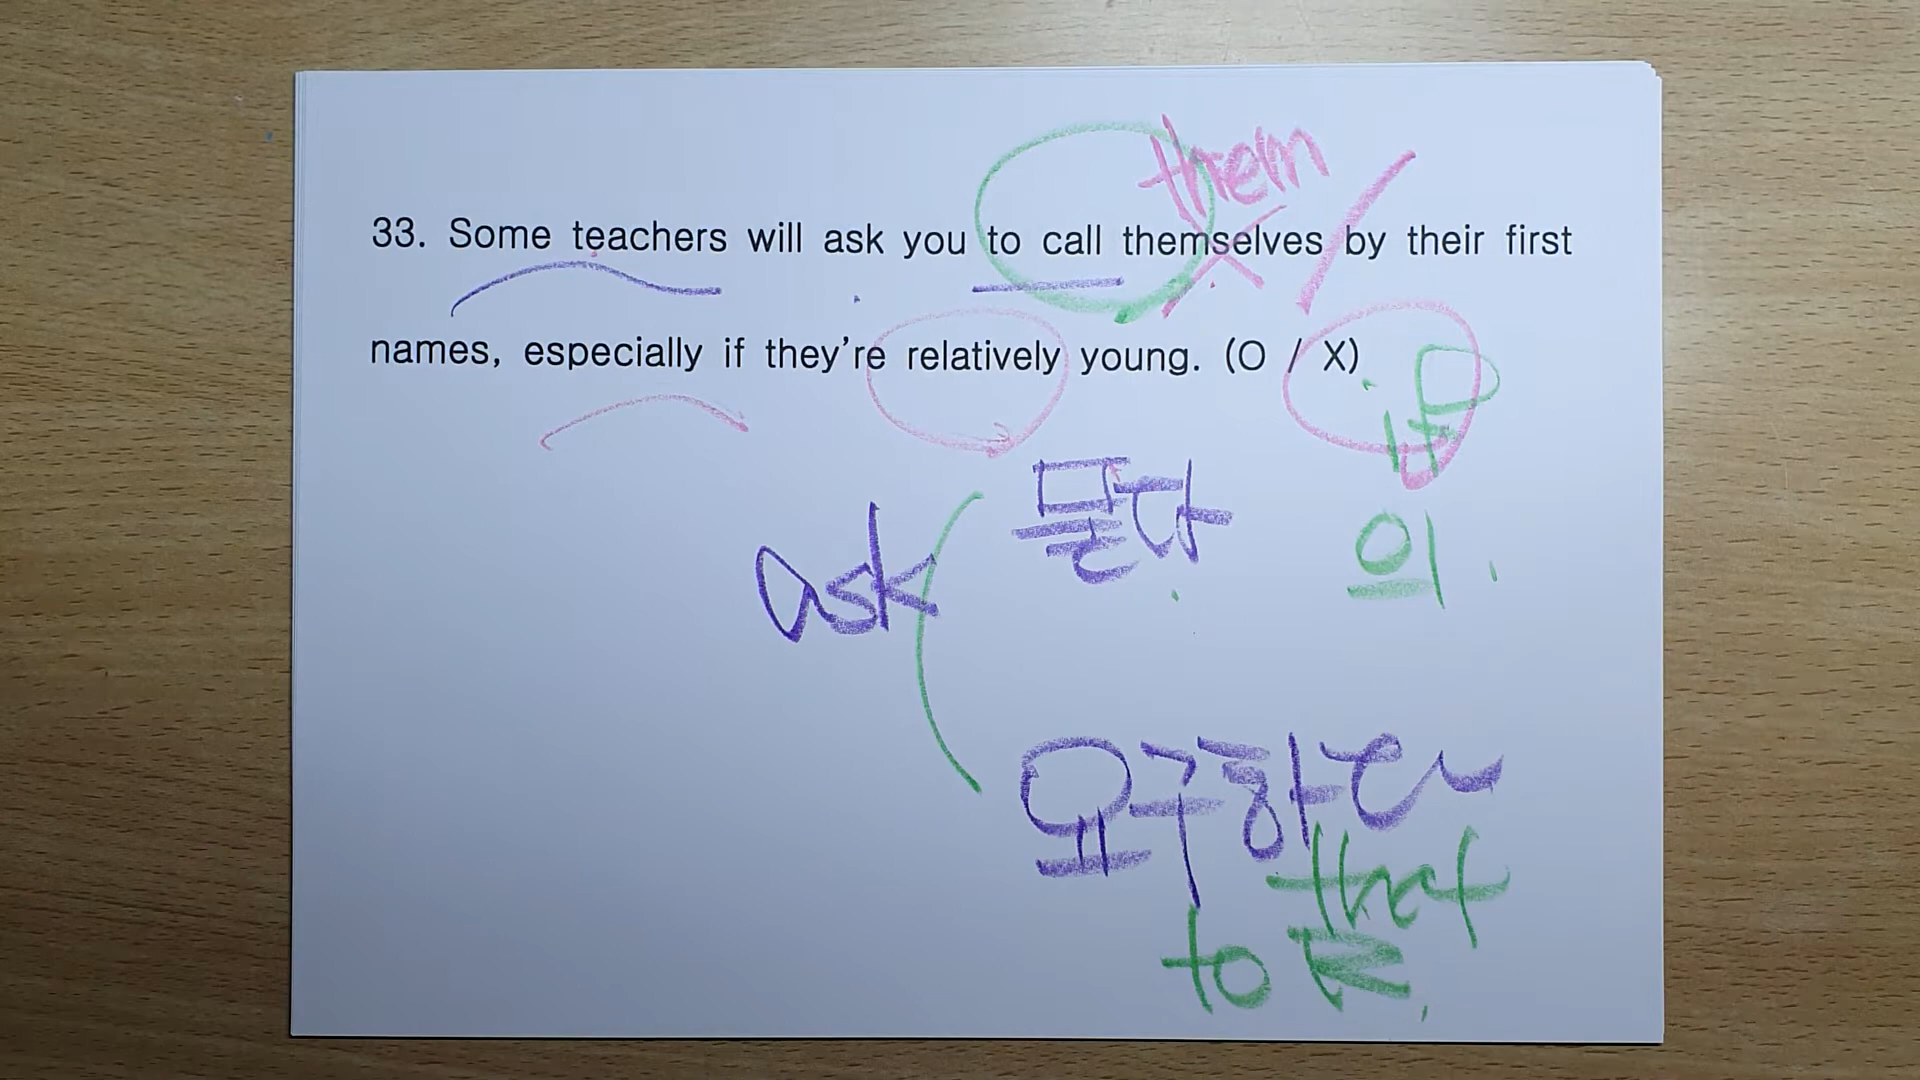 them
33. Some teachers will ask you to call themselves by their first
names, especially if they're relatively young. (O / X)
if
의
ask
묻다
요구하다
that
to R